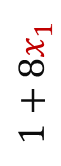 1 + 8x₁